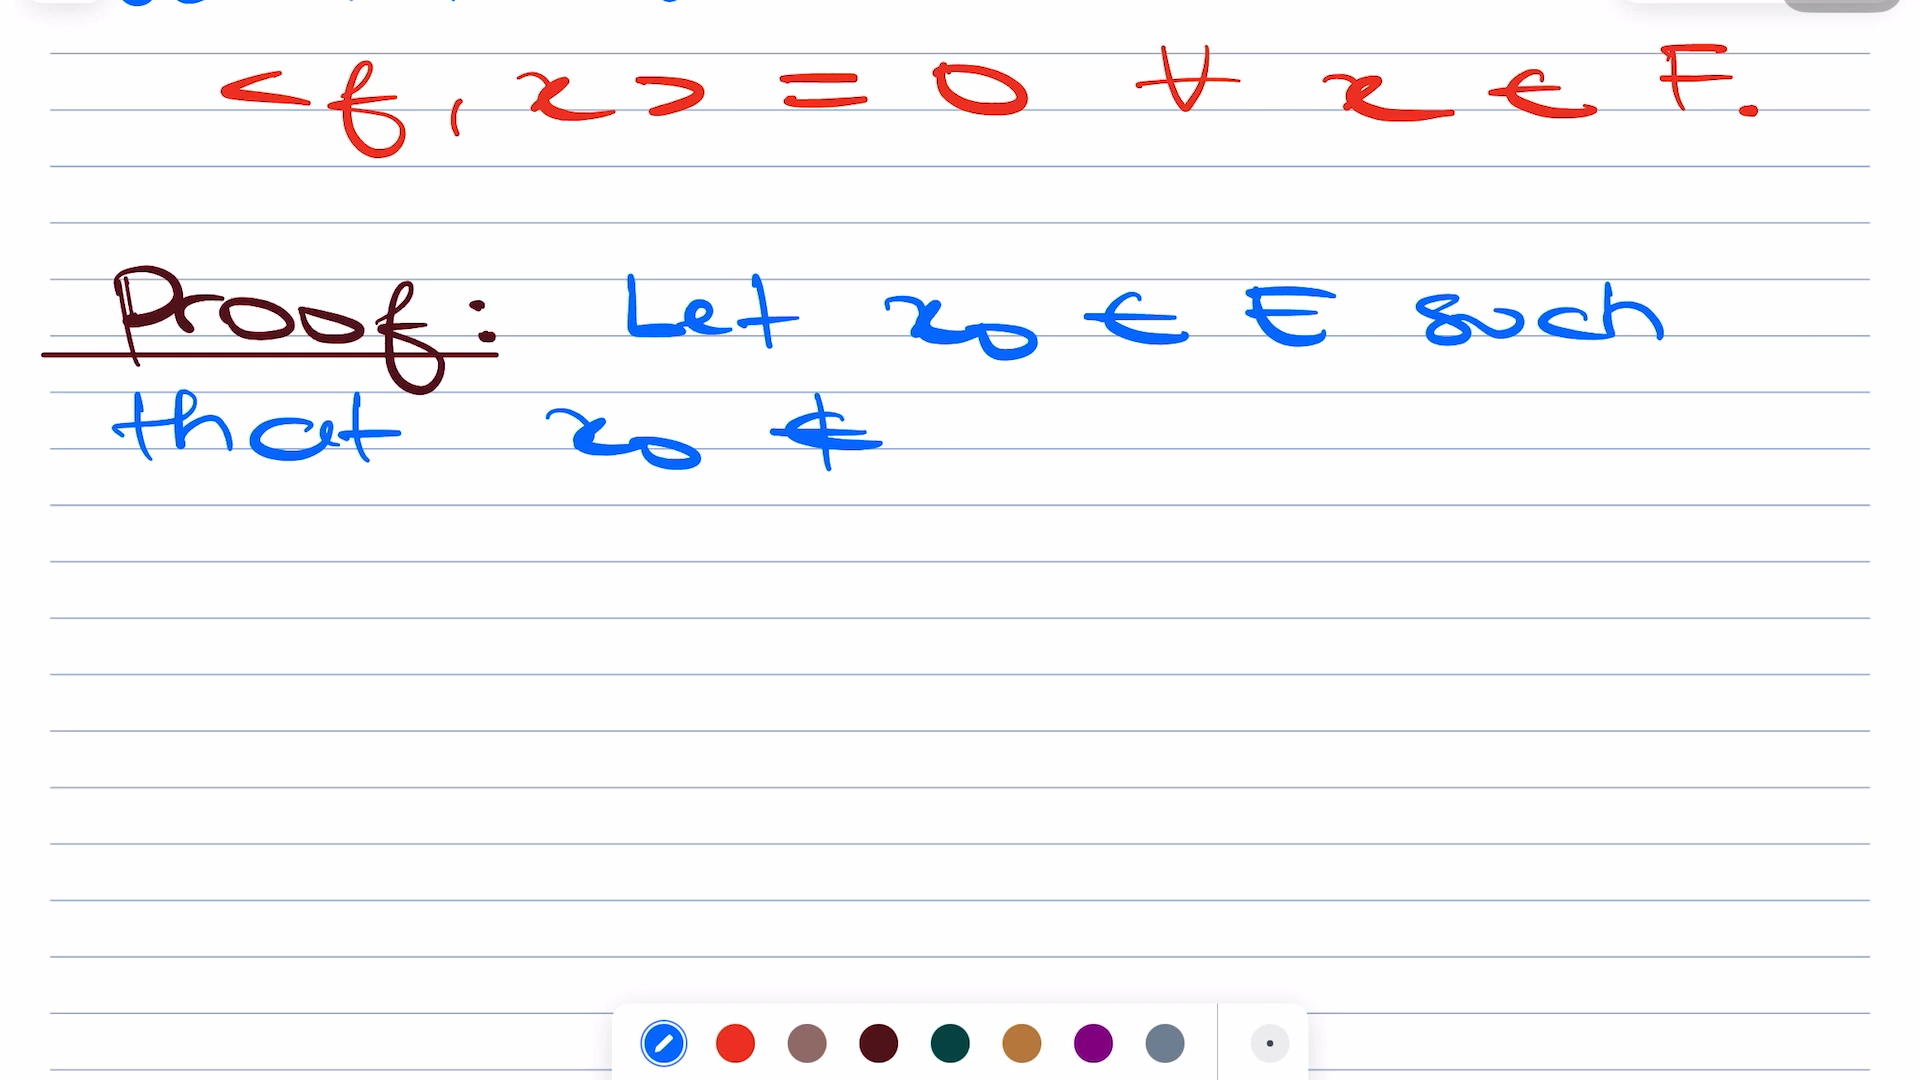 <f, x> = 0 ∀ x ∈ F.
Proof: Let x₀ ∈ E such
that x₀ ∉